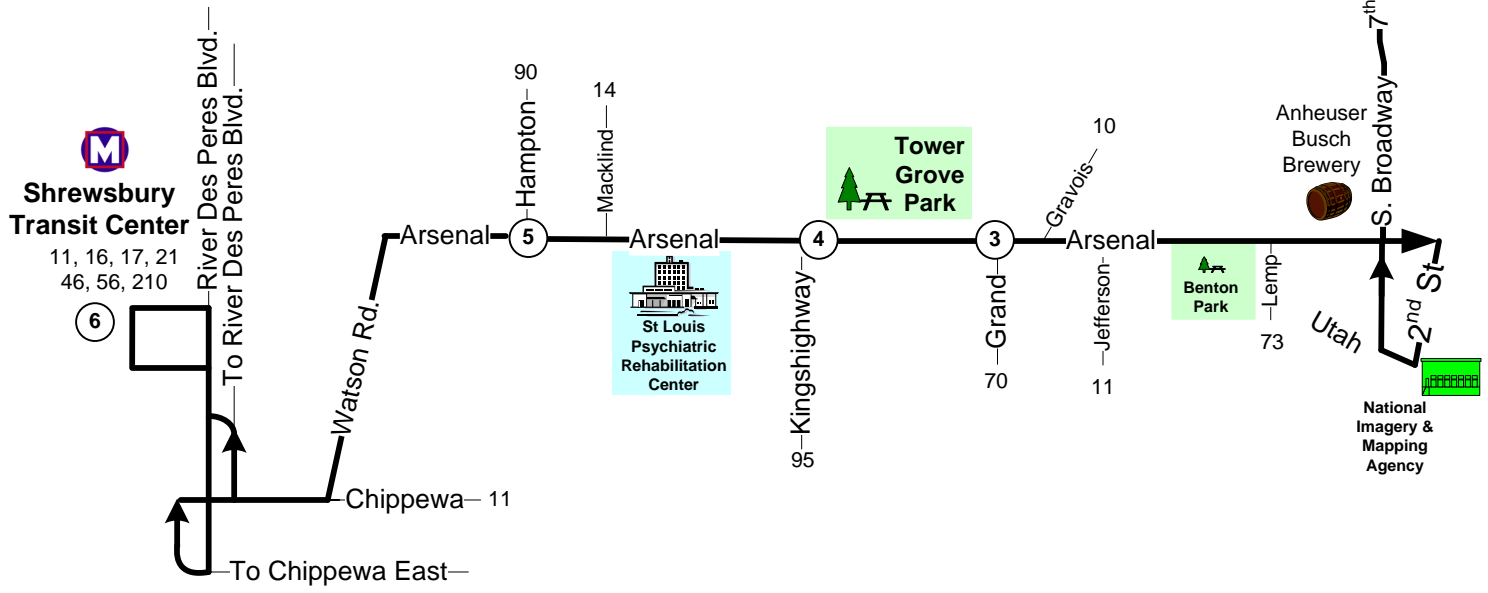 River Des Peres Blvd.
To River Des Peres Blvd.
M
Shrewsbury
Transit Center
11, 16, 17, 21
46, 56, 210
6
Watson Rd.
Chippewa
11
To Chippewa East
Arsenal
90
Hampton
5
14
Macklind
Arsenal
St Louis
Psychiatric
Rehabilitation
Center
4
Kingshighway
95
Tower
Grove
Park
3
Grand
70
10
Gravois
Arsenal
Jefferson
11
Benton
Park
Lemp
73
Anheuser
Busch
Brewery
7th
S. Broadway
Utah
2nd St
National
Imagery &
Mapping
Agency